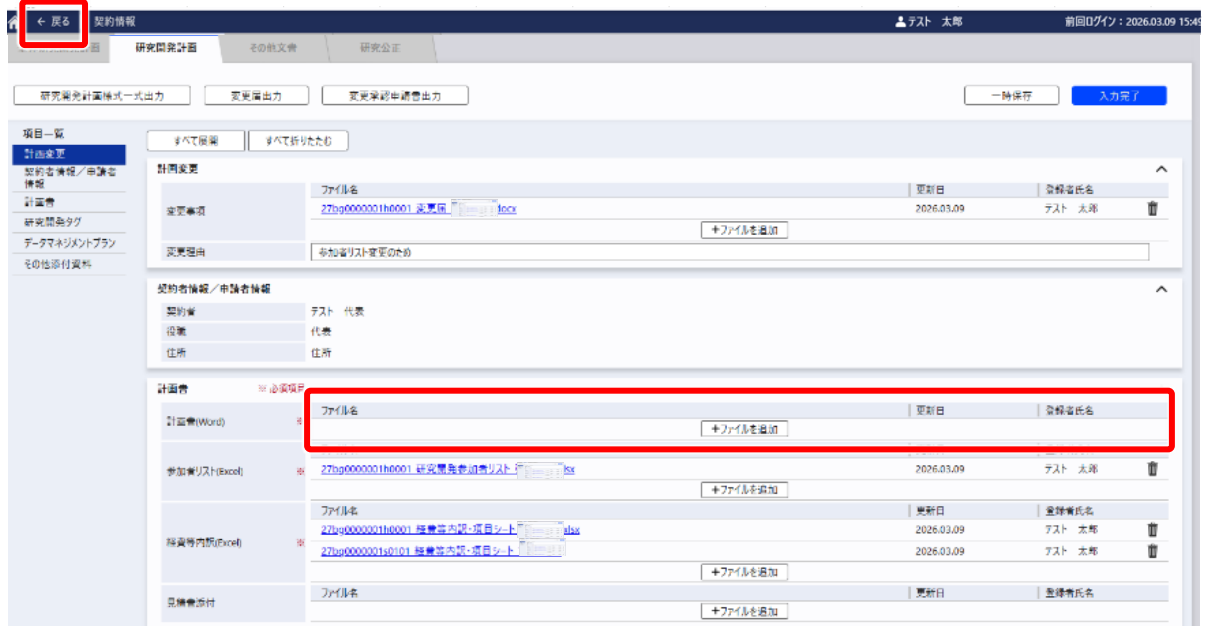 ← 戻る 契約情報 テスト 太郎 前回ログイン：2026.03.09 15:49
研究開発計画 その他文書 研究公正
研究開発計画様式一式出力 変更届出力 変更承認申請書出力 一時保存 入力完了
項目一覧
計画変更
契約者情報／申請者
情報
計画書
研究開発タグ
データマネジメントプラン
その他添付資料
すべて展開 すべて折りたたむ
計画変更
ファイル名 更新日 登録者氏名
変更事項 27bg0000001h0001_変更届 docx 2026.03.09 テスト 太郎
＋ファイルを追加
変更理由 参加者リスト変更のため
契約者情報／申請者情報
契約者 テスト 代表
役職 代表
住所 住所
計画書 ※ 必須項目
ファイル名 更新日 登録者氏名
計画書(Word) ※
＋ファイルを追加
参加者リスト(Excel) ※ 27bg0000001h0001_研究開発参加者リスト lsx 2026.03.09 テスト 太郎
＋ファイルを追加
ファイル名 更新日 登録者氏名
27bg0000001h0001_経費等内訳・項目シート xlsx 2026.03.09 テスト 太郎
経費等内訳(Excel) ※ 27bg0000001s0101_経費等内訳・項目シート 2026.03.09 テスト 太郎
＋ファイルを追加
ファイル名 更新日 登録者氏名
見積書添付
＋ファイルを追加